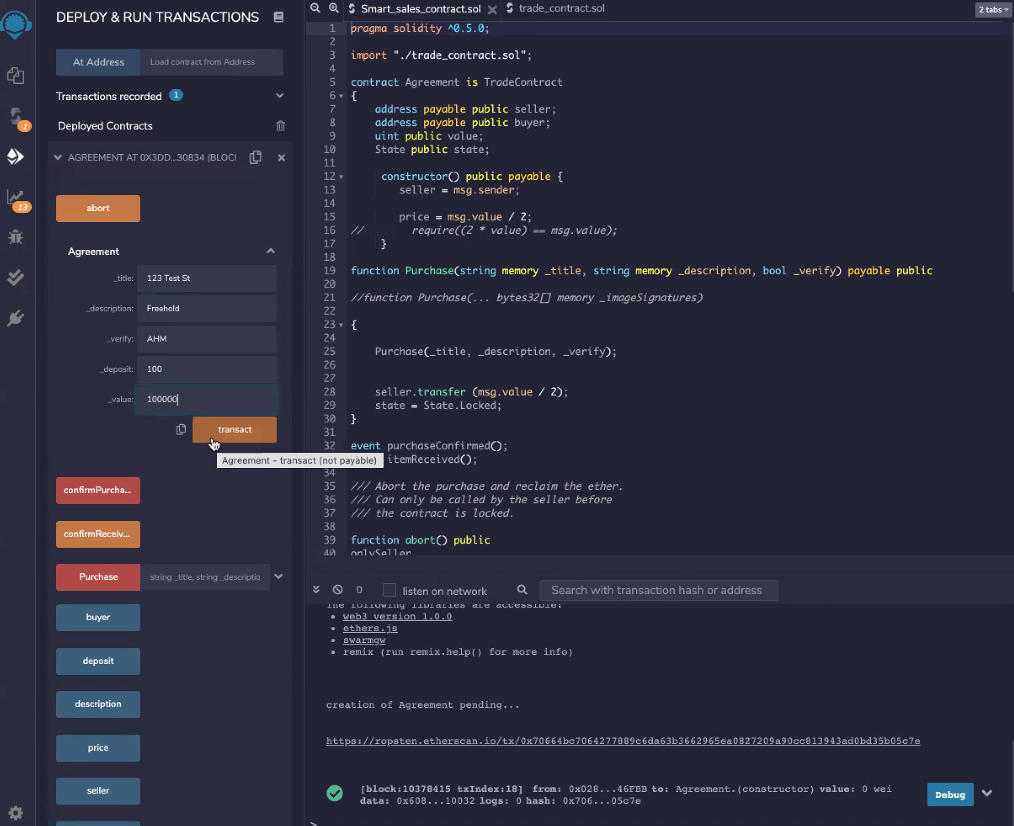 DEPLOY & RUN TRANSACTIONS
At Address
Load contract from Address
Transactions recorded 1
Deployed Contracts
AGREEMENT AT 0X3DD...30834 (BLOC
abort
Agreement
_title: 123 Test St
_description: Freehold
_verify: AHM
_deposit: 100
_value: 100000
transact
Agreement - transact (not payable)
confirmPurcha...
confirmReceiv...
Purchase
string _title, string _descriptio
buyer
deposit
description
price
seller
1
13
Smart_sales_contract.sol
trade_contract.sol
2 tabs
1 pragma solidity ^0.5.0;
2
3 import "./trade_contract.sol";
4
5 contract Agreement is TradeContract
6 {
7 address payable public seller;
8 address payable public buyer;
9 uint public value;
10 State public state;
11
12 constructor() public payable {
13 seller = msg.sender;
14
15 price = msg.value / 2;
16 // require((2 * value) == msg.value);
17 }
18
19 function Purchase(string memory _title, string memory _description, bool _verify) payable public
20
21 //function Purchase(... bytes32[] memory _imageSignatures)
22
23 {
24
25 Purchase(_title, _description, _verify);
26
27
28 seller.transfer (msg.value / 2);
29 state = State.Locked;
30 }
31
32 event purchaseConfirmed();
itemReceived();
34
35 /// Abort the purchase and reclaim the ether.
36 /// Can only be called by the seller before
37 /// the contract is locked.
38
39 function abort() public
40 onlySeller
0
listen on network
Search with transaction hash or address
The following libraries are accessible:
• web3 version 1.0.0
• ethers.js
• swarmgw
• remix (run remix.help() for more info)
creation of Agreement pending...
https://ropsten.etherscan.io/tx/0x70664bc7064277889c6da63b3662965ea0827209a90cc813943ad0bd35b05c7e
[block:10378415 txIndex:18] from: 0x028...46FBB to: Agreement.(constructor) value: 0 wei
data: 0x608...10032 logs: 0 hash: 0x706...05c7e
Debug
>